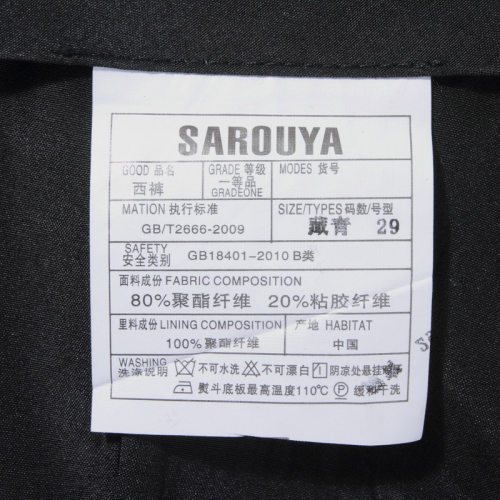 SAROUYA
GOOD 品名 GRADE 等级 MODES 货号
西裤 一等品
GRADEONE
MATION 执行标准 SIZE/TYPES 码数/号型
GB/T2666-2009 藏青 29
SAFETY
安全类别 GB18401-2010 B类
面料成份 FABRIC COMPOSITION
80%聚酯纤维 20%粘胶纤维
里料成份 LINING COMPOSITION 产地 HABITAT
100%聚酯纤维 中国
WASHING
洗涤说明 不可水洗 不可漂白 阴凉处悬挂
熨斗底板最高温度110℃ P 缓和干洗